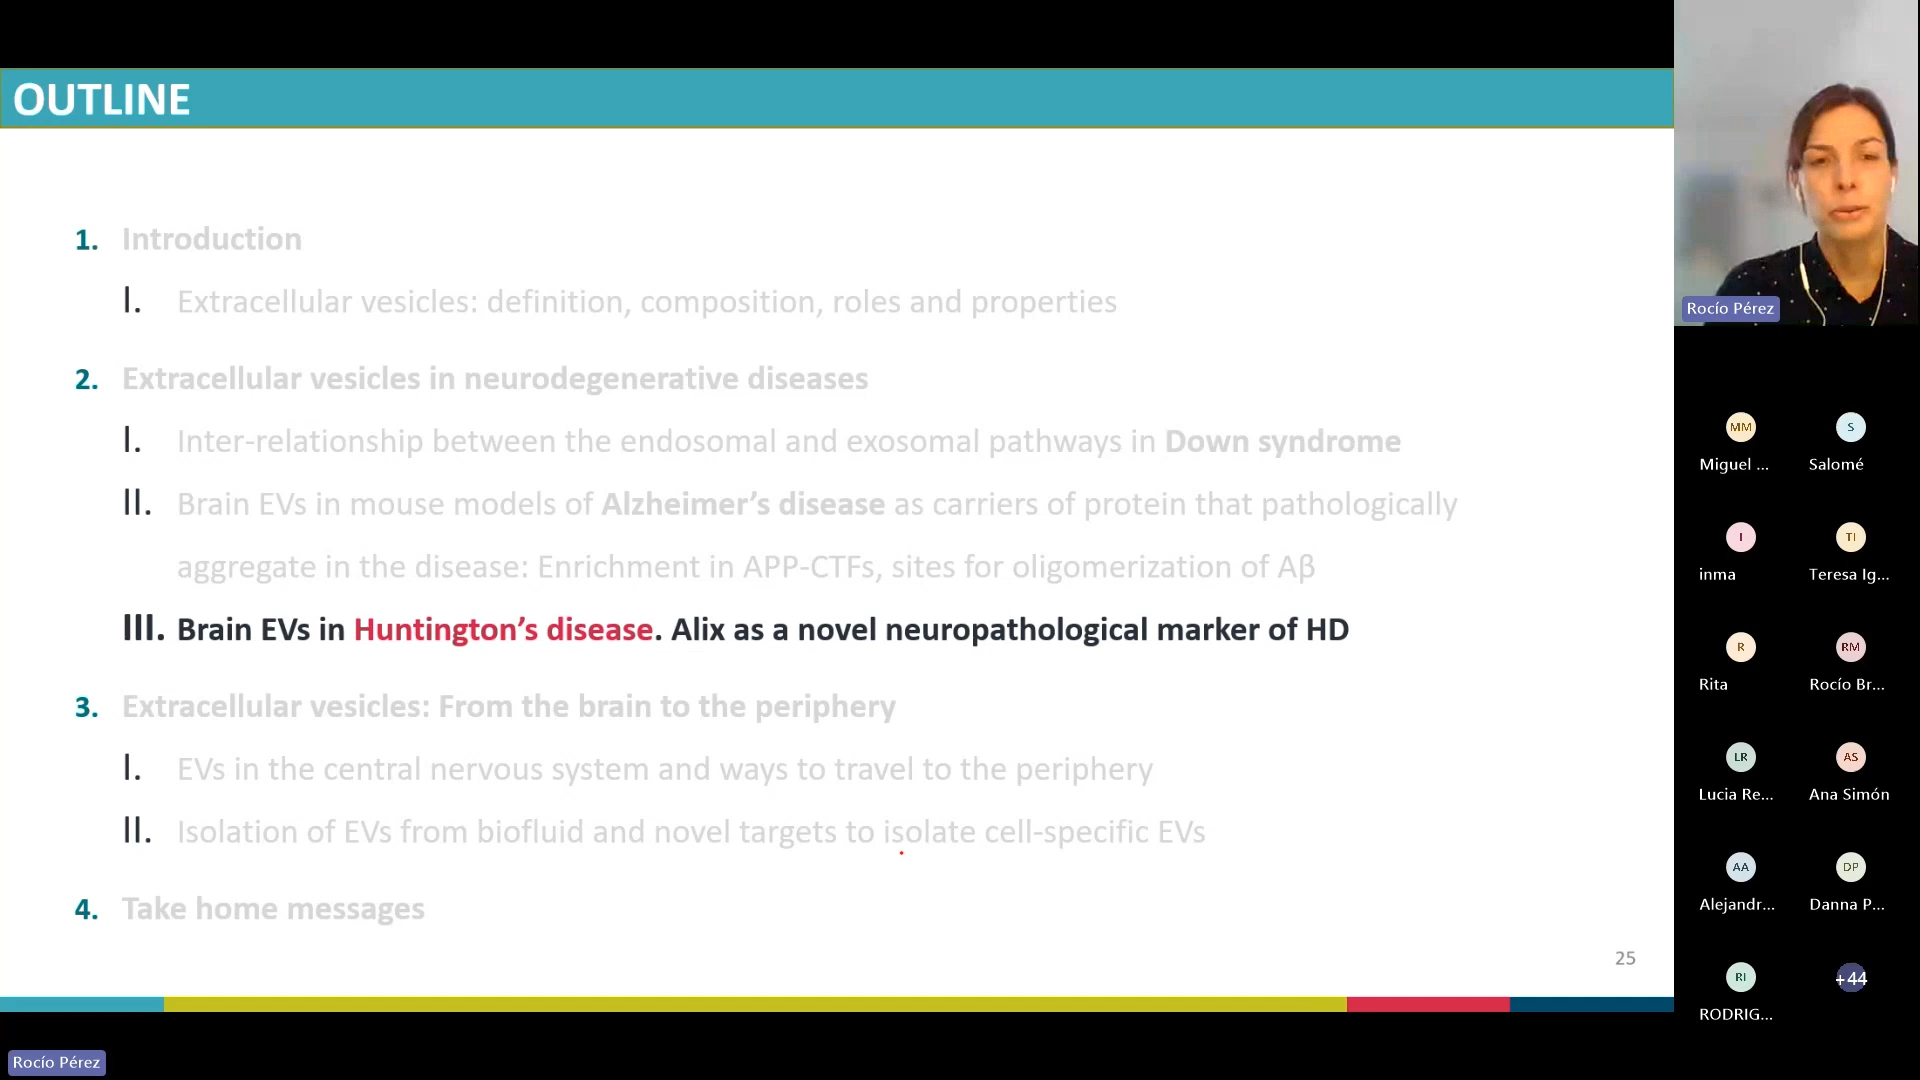 OUTLINE
1. Introduction
I. Extracellular vesicles: definition, composition, roles and properties
2. Extracellular vesicles in neurodegenerative diseases
I. Inter-relationship between the endosomal and exosomal pathways in Down syndrome
II. Brain EVs in mouse models of Alzheimer’s disease as carriers of protein that pathologically
aggregate in the disease: Enrichment in APP-CTFs, sites for oligomerization of Aβ
III. Brain EVs in Huntington’s disease. Alix as a novel neuropathological marker of HD
3. Extracellular vesicles: From the brain to the periphery
I. EVs in the central nervous system and ways to travel to the periphery
II. Isolation of EVs from biofluid and novel targets to isolate cell-specific EVs
4. Take home messages
25
Rocío Pérez
Rocío Pérez
MM
S
Miguel ...
Salomé
I
TI
inma
Teresa Ig...
R
RM
Rita
Rocío Br...
LR
AS
Lucia Re...
Ana Simón
AA
DP
Alejandr...
Danna P...
RI
+44
RODRIG...